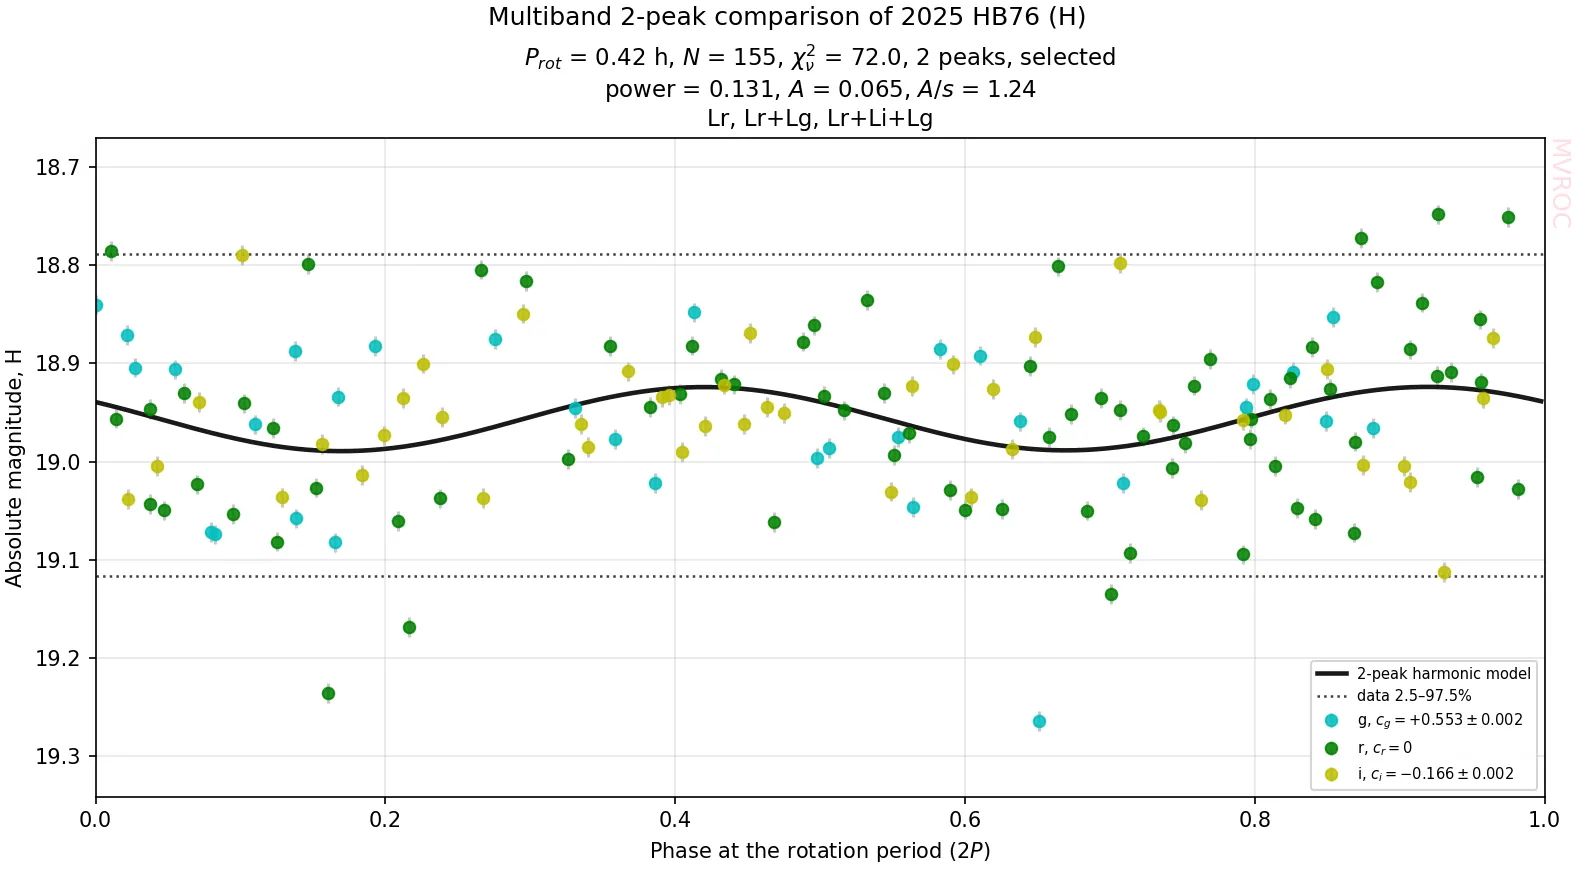 Multiband 2-peak comparison of 2025 HB76 (H)
P_rot = 0.42 h, N = 155, χ²_ν = 72.0, 2 peaks, selected
power = 0.131, A = 0.065, A/s = 1.24
Lr, Lr+Lg, Lr+Li+Lg
MVROC
Absolute magnitude, H
18.7
18.8
18.9
19.0
19.1
19.2
19.3
2-peak harmonic model
data 2.5–97.5%
g, c_g = +0.553 ± 0.002
r, c_r = 0
i, c_i = −0.166 ± 0.002
0.0 0.2 0.4 0.6 0.8 1.0
Phase at the rotation period (2P)